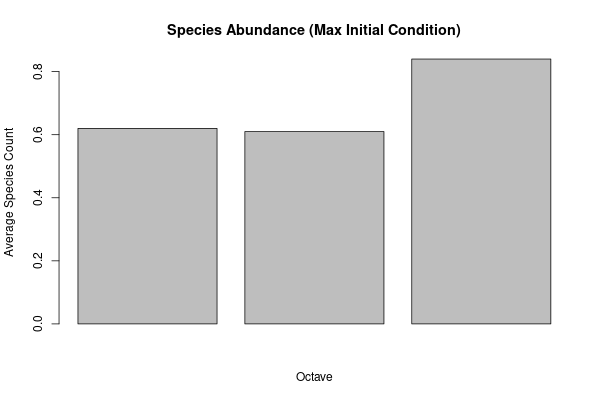 Species Abundance (Max Initial Condition)
Average Species Count
0.8
0.6
0.4
0.2
0.0
Octave